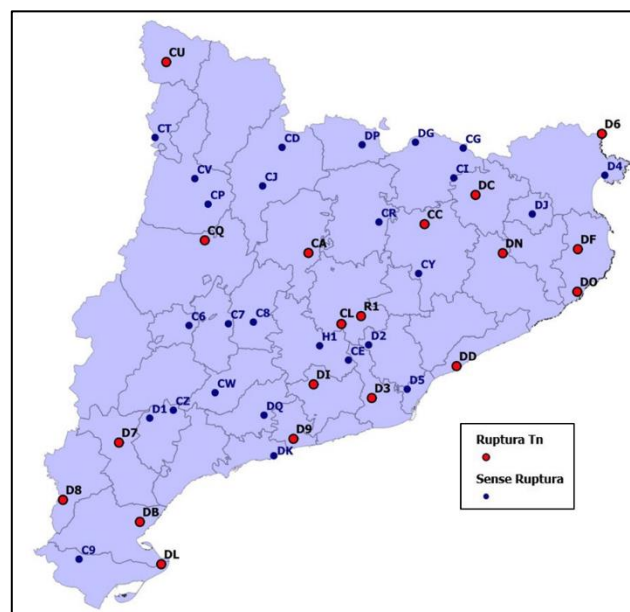 CU
D6
CT
CD
DP
DG
CG
D4
CV
CJ
CI
DC
CP
DJ
CR
CC
CQ
CA
DN
DF
CY
DO
C6
C7
C8
CL
R1
H1
D2
CE
DD
DI
D3
D5
CW
D1
CZ
DQ
D7
D9
DK
D8
DB
C9
DL
Ruptura Tn
Sense Ruptura